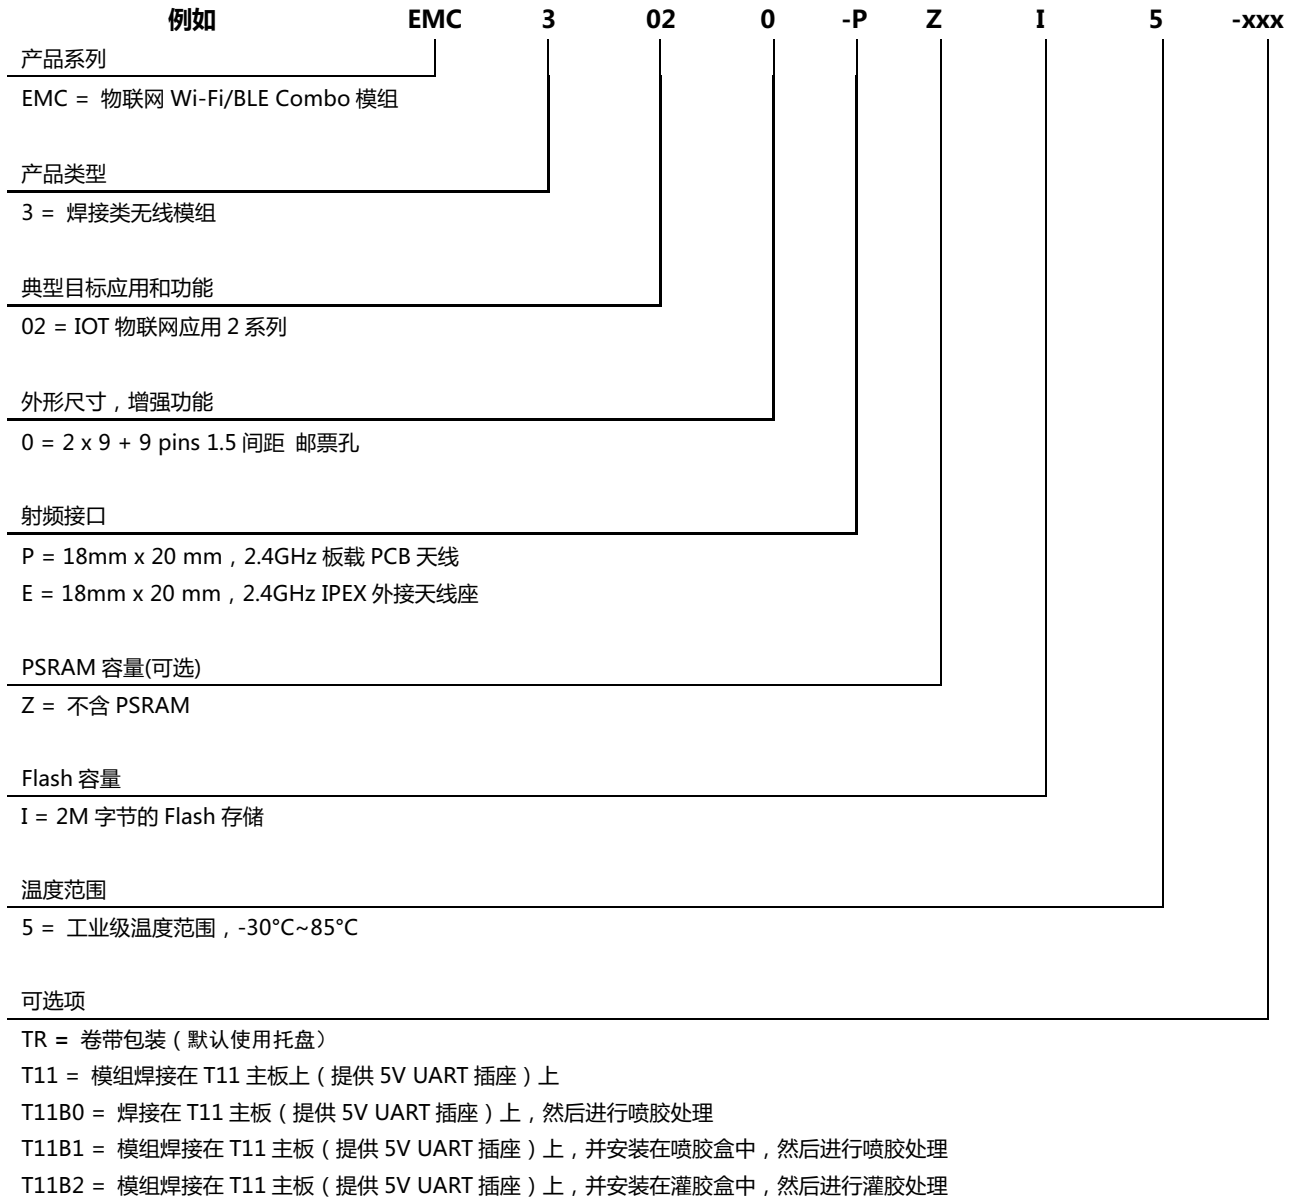 例如 EMC 3 02 0 -P Z I 5 -xxx
产品系列
EMC = 物联网 Wi-Fi/BLE Combo 模组
产品类型
3 = 焊接类无线模组
典型目标应用和功能
02 = IOT 物联网应用 2 系列
外形尺寸，增强功能
0 = 2 x 9 + 9 pins 1.5 间距 邮票孔
射频接口
P = 18mm x 20 mm，2.4GHz 板载 PCB 天线
E = 18mm x 20 mm，2.4GHz IPEX 外接天线座
PSRAM 容量(可选)
Z = 不含 PSRAM
Flash 容量
I = 2M 字节的 Flash 存储
温度范围
5 = 工业级温度范围，-30°C~85°C
可选项
TR = 卷带包装（默认使用托盘）
T11 = 模组焊接在 T11 主板上（提供 5V UART 插座）上
T11B0 = 焊接在 T11 主板（提供 5V UART 插座）上，然后进行喷胶处理
T11B1 = 模组焊接在 T11 主板（提供 5V UART 插座）上，并安装在喷胶盒中，然后进行喷胶处理
T11B2 = 模组焊接在 T11 主板（提供 5V UART 插座）上，并安装在灌胶盒中，然后进行灌胶处理